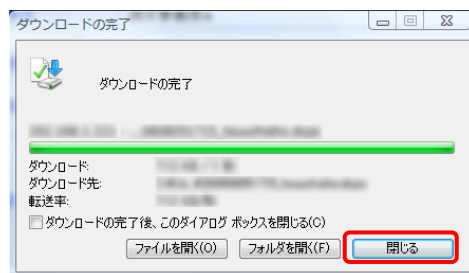 ダウンロードの完了
ダウンロードの完了
ダウンロード:
ダウンロード先:
転送率:
ダウンロードの完了後、このダイアログ ボックスを閉じる(C)
ファイルを開く(O) フォルダを開く(F) 閉じる